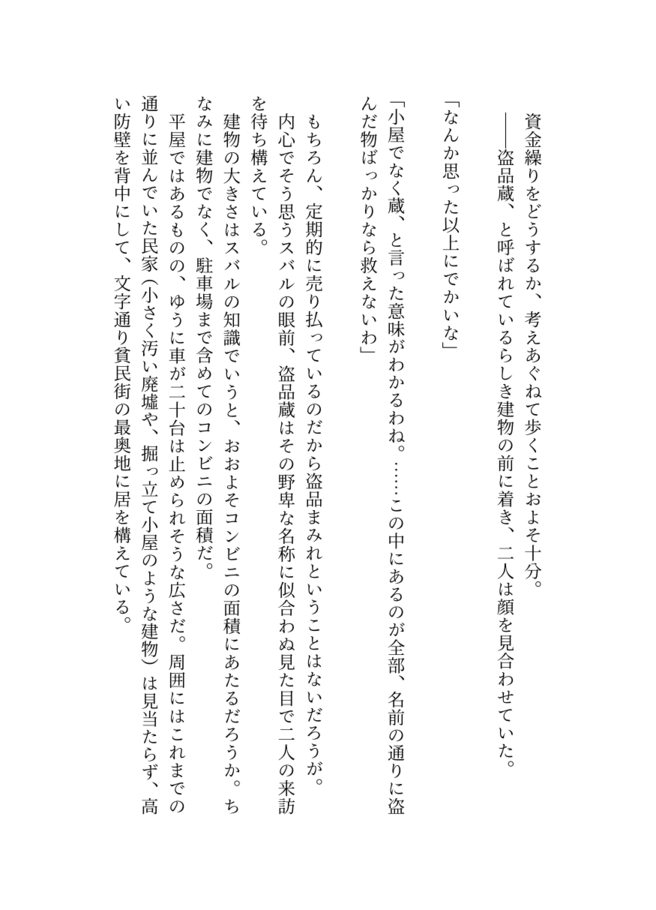 資金繰りをどうするか、考えあぐねて歩くことおよそ十分。
――盗品蔵、と呼ばれているらしき建物の前に着き、二人は顔を見合わせていた。
「なんか思った以上にでかいな」
「小屋でなく蔵、と言った意味がわかるわね。……この中にあるのが全部、名前の通りに盗
んだ物ばっかりなら救えないわ」
もちろん、定期的に売り払っているのだから盗品まみれということはないだろうが。
内心でそう思うスバルの眼前、盗品蔵はその野卑な名称に似合わぬ見た目で二人の来訪
を待ち構えている。
建物の大きさはスバルの知識でいうと、おおよそコンビニの面積にあたるだろうか。ち
なみに建物でなく、駐車場まで含めてのコンビニの面積だ。
平屋ではあるものの、ゆうに車が二十台は止められそうな広さだ。周囲にはこれまでの
通りに並んでいた民家（小さく汚い廃墟や、掘っ立て小屋のような建物）は見当たらず、高
い防壁を背中にして、文字通り貧民街の最奥地に居を構えている。